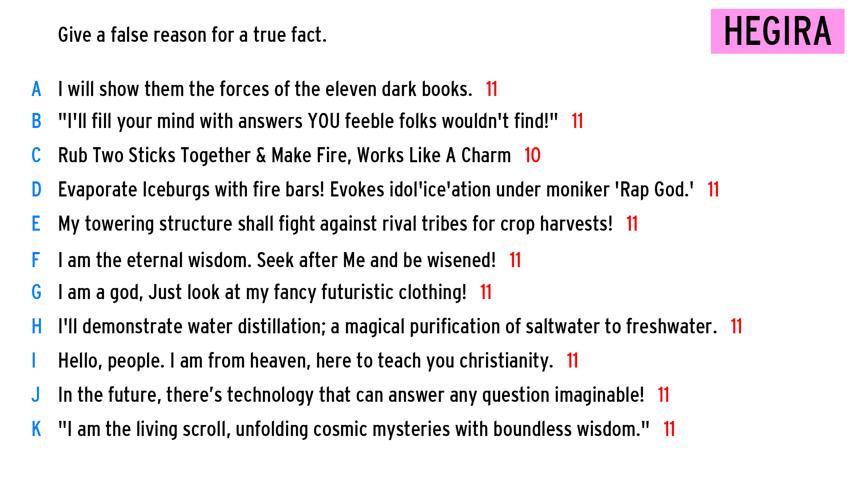 Give a false reason for a true fact.
HEGIRA
A I will show them the forces of the eleven dark books. 11
B "I'll fill your mind with answers YOU feeble folks wouldn't find!" 11
C Rub Two Sticks Together & Make Fire, Works Like A Charm 10
D Evaporate Iceburgs with fire bars! Evokes idol'ice'ation under moniker 'Rap God.' 11
E My towering structure shall fight against rival tribes for crop harvests! 11
F I am the eternal wisdom. Seek after Me and be wisened! 11
G I am a god, Just look at my fancy futuristic clothing! 11
H I'll demonstrate water distillation; a magical purification of saltwater to freshwater. 11
I Hello, people. I am from heaven, here to teach you christianity. 11
J In the future, there's technology that can answer any question imaginable! 11
K "I am the living scroll, unfolding cosmic mysteries with boundless wisdom." 11